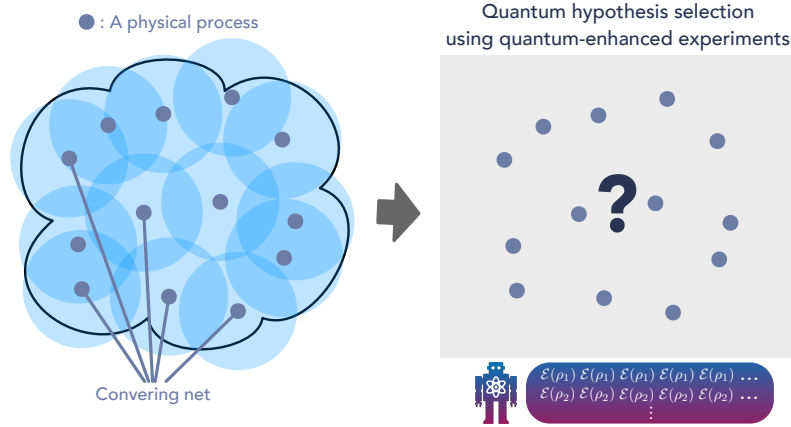 : A physical process
Convering net
Quantum hypothesis selection
using quantum-enhanced experiments
?
ℰ(ρ₁) ℰ(ρ₁) ℰ(ρ₁) ℰ(ρ₁) ℰ(ρ₁) ...
ℰ(ρ₂) ℰ(ρ₂) ℰ(ρ₂) ℰ(ρ₂) ℰ(ρ₂) ...
⋮